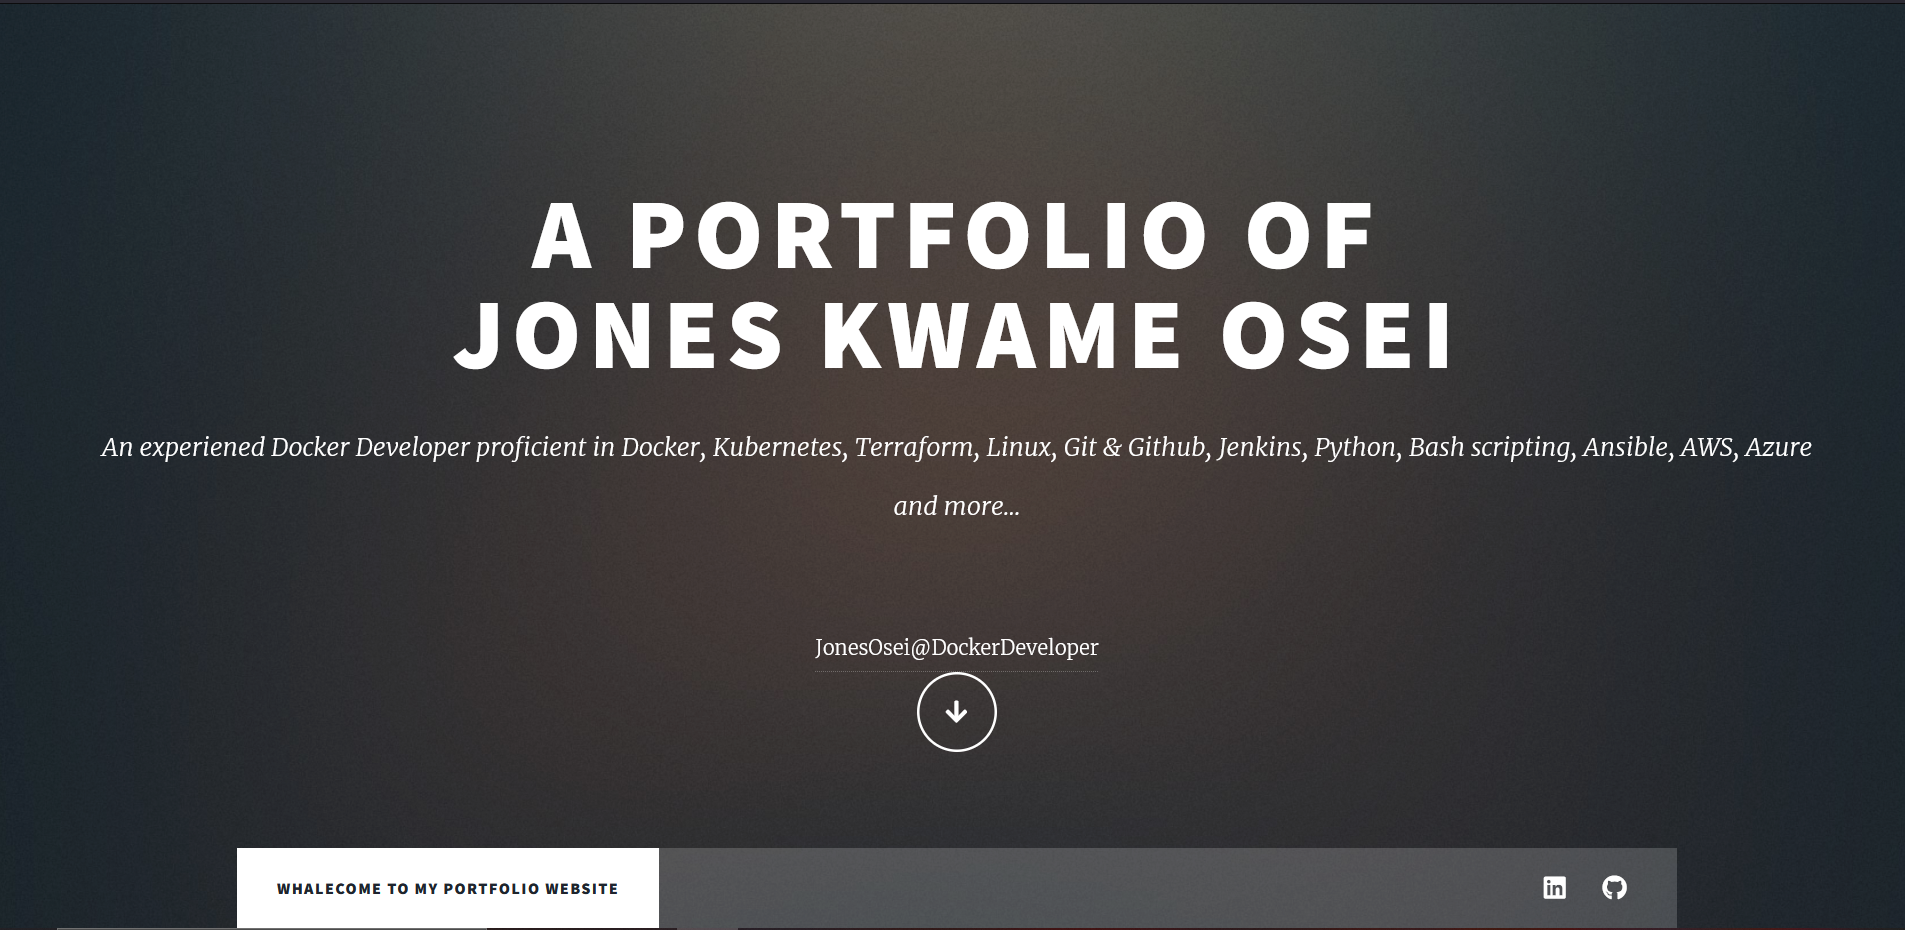 A PORTFOLIO OF
JONES KWAME OSEI
An experiened Docker Developer proficient in Docker, Kubernetes, Terraform, Linux, Git & Github, Jenkins, Python, Bash scripting, Ansible, AWS, Azure
and more...
JonesOsei@DockerDeveloper
WHALECOME TO MY PORTFOLIO WEBSITE
in